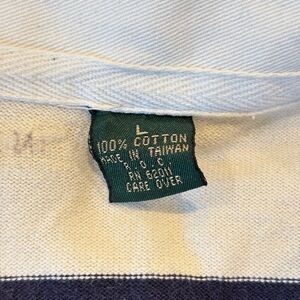 L
100% COTTON
MADE IN TAIWAN
R.O.C.
RN 62011
CARE OVER